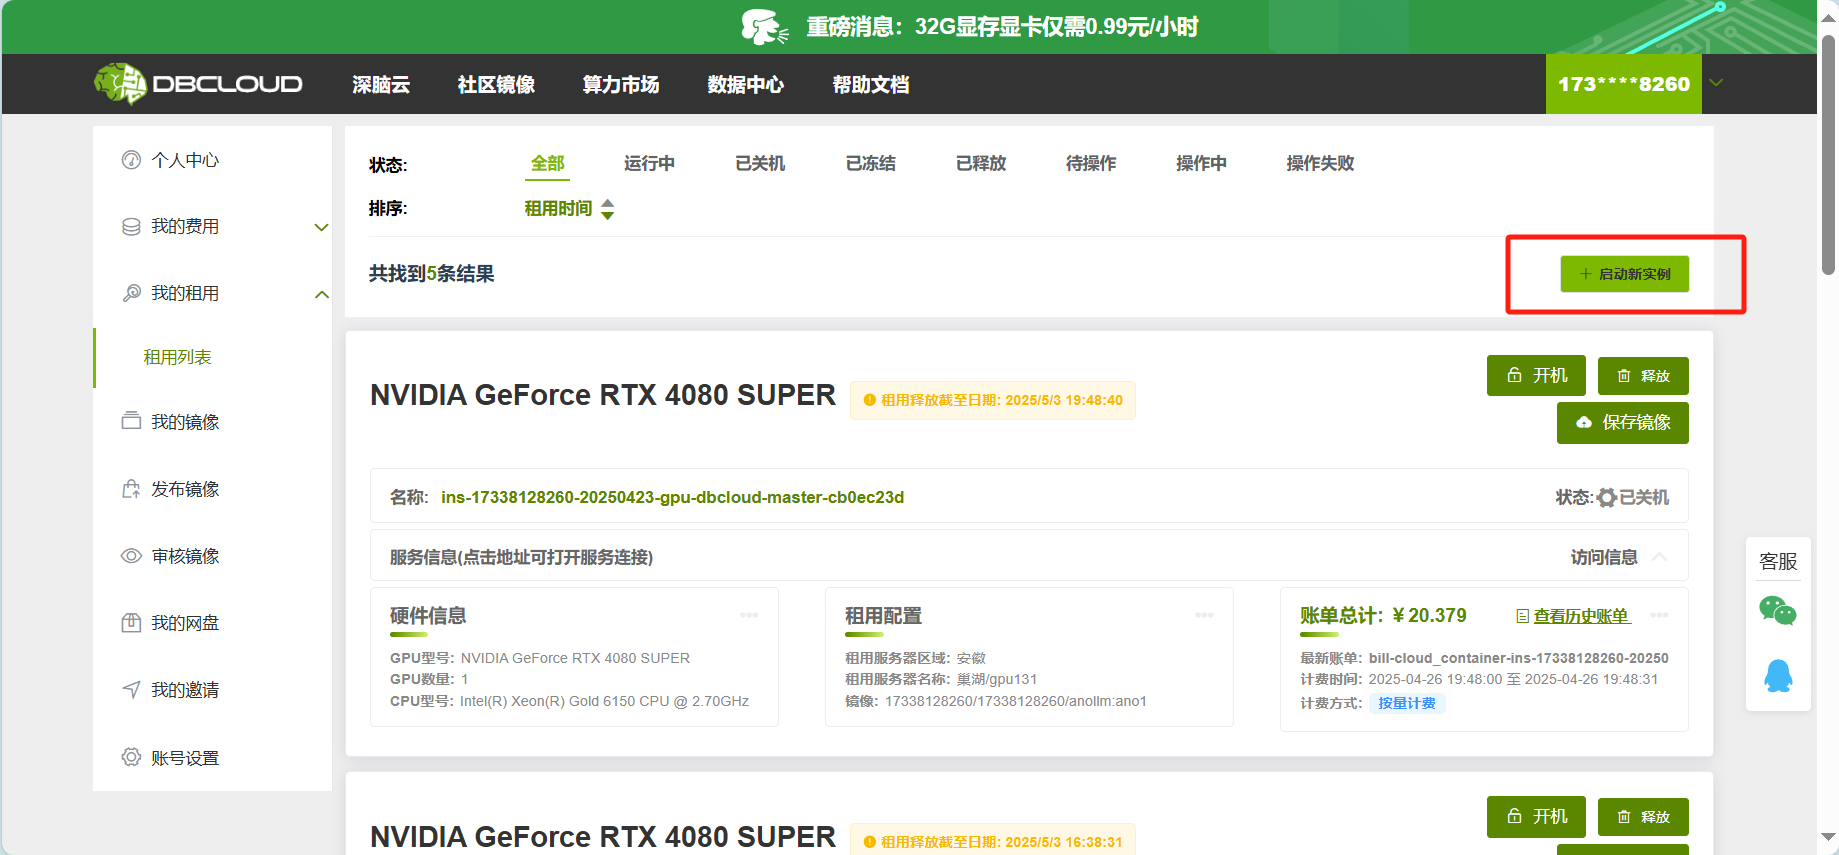 重磅消息：32G显存显卡仅需0.99元/小时
DBCLOUD 深脑云 社区镜像 算力市场 数据中心 帮助文档 173****8260
个人中心
我的费用
我的租用
租用列表
我的镜像
发布镜像
审核镜像
我的网盘
我的邀请
账号设置
状态: 全部 运行中 已关机 已冻结 已释放 待操作 操作中 操作失败
排序: 租用时间
共找到5条结果 启动新实例
NVIDIA GeForce RTX 4080 SUPER 租用释放截至日期: 2025/5/3 19:48:40 开机 释放
保存镜像
名称: ins-17338128260-20250423-gpu-dbcloud-master-cb0ec23d 状态: 已关机
服务信息(点击地址可打开服务连接) 访问信息
硬件信息
GPU型号: NVIDIA GeForce RTX 4080 SUPER
GPU数量: 1
CPU型号: Intel(R) Xeon(R) Gold 6150 CPU @ 2.70GHz
租用配置
租用服务器区域: 安徽
租用服务器名称: 巢湖/gpu131
镜像: 17338128260/17338128260/anollm:ano1
账单总计: ¥20.379 查看历史账单
最新账单: bill-cloud_container-ins-17338128260-20250
计费时间: 2025-04-26 19:48:00 至 2025-04-26 19:48:31
计费方式: 按量计费
NVIDIA GeForce RTX 4080 SUPER 租用释放截至日期: 2025/5/3 16:38:31 开机 释放
客服